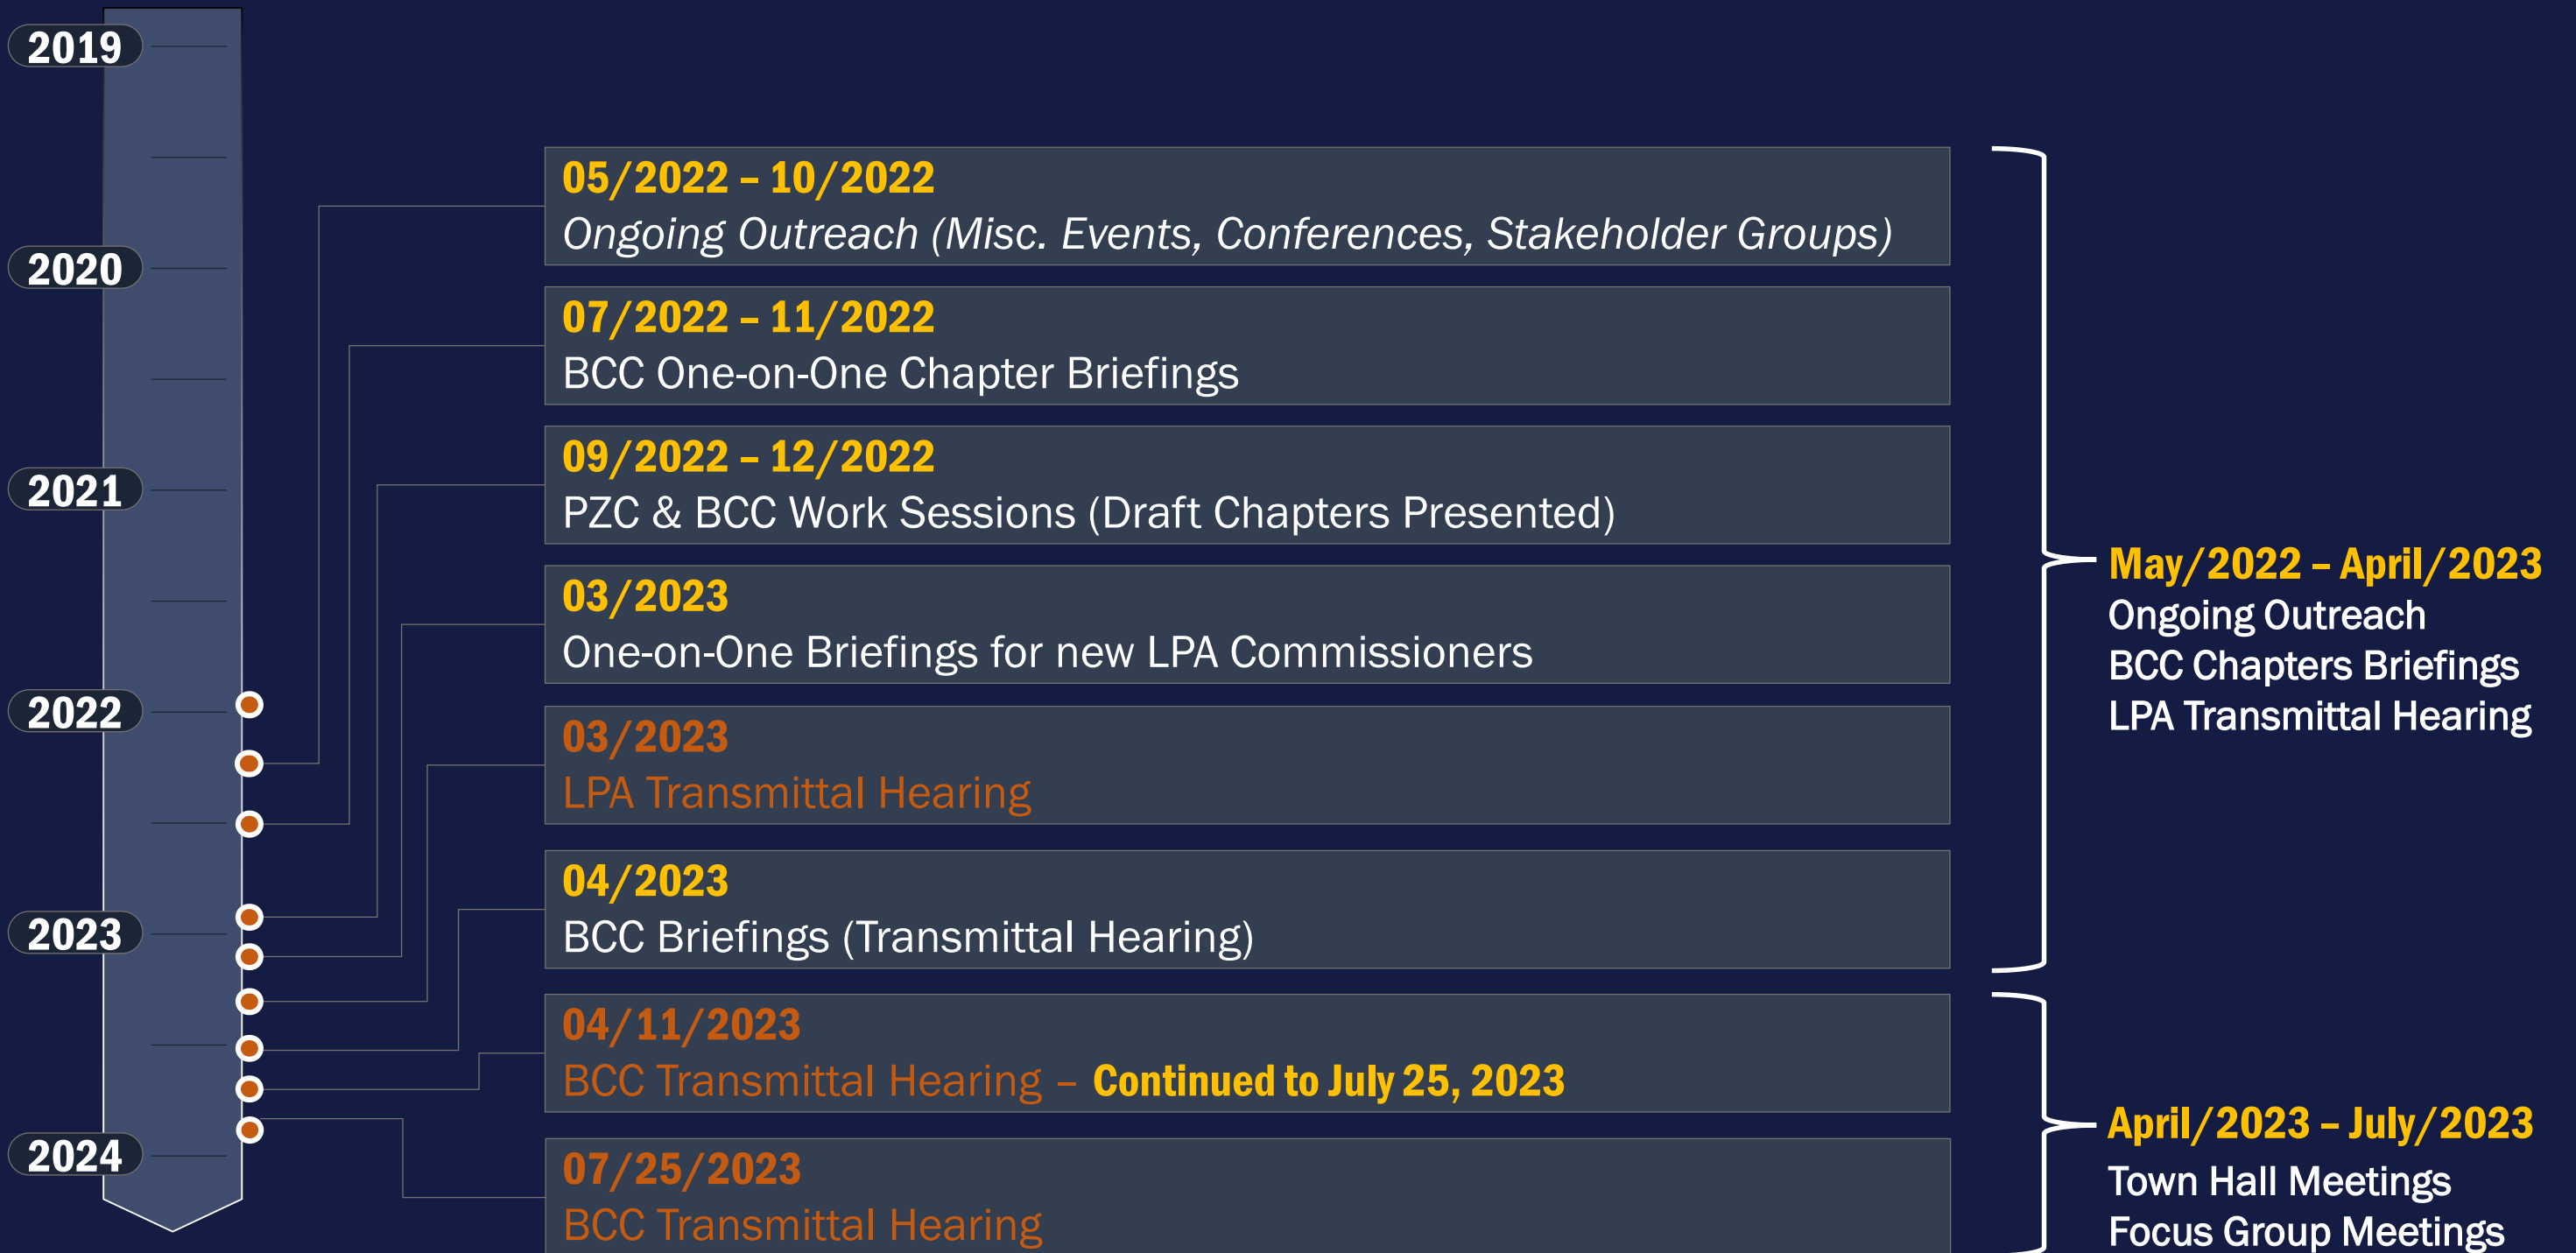 2019
2020
2021
2022
2023
2024
05/2022 – 10/2022
Ongoing Outreach (Misc. Events, Conferences, Stakeholder Groups)
07/2022 – 11/2022
BCC One-on-One Chapter Briefings
09/2022 – 12/2022
PZC & BCC Work Sessions (Draft Chapters Presented)
03/2023
One-on-One Briefings for new LPA Commissioners
03/2023
LPA Transmittal Hearing
04/2023
BCC Briefings (Transmittal Hearing)
04/11/2023
BCC Transmittal Hearing – Continued to July 25, 2023
07/25/2023
BCC Transmittal Hearing
May/2022 – April/2023
Ongoing Outreach
BCC Chapters Briefings
LPA Transmittal Hearing
April/2023 – July/2023
Town Hall Meetings
Focus Group Meetings